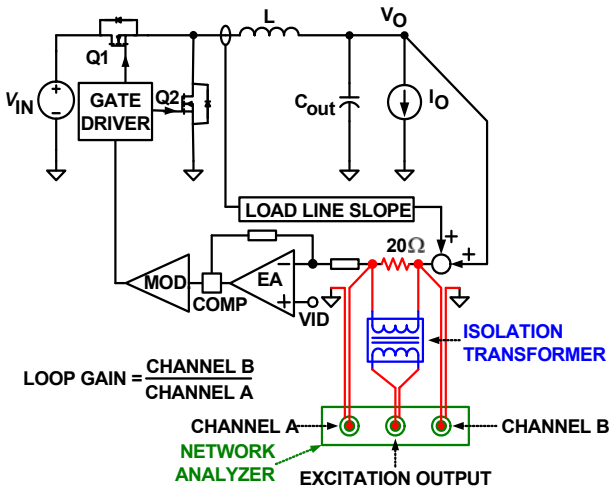 L
VO
Q1
VIN
GATE
DRIVER
Q2
Cout
IO
LOAD LINE SLOPE
+
+
20Ω
MOD
COMP
EA
−
+
VID
ISOLATION
TRANSFORMER
LOOP GAIN = CHANNEL B
CHANNEL A
CHANNEL A
CHANNEL B
NETWORK
ANALYZER
EXCITATION OUTPUT